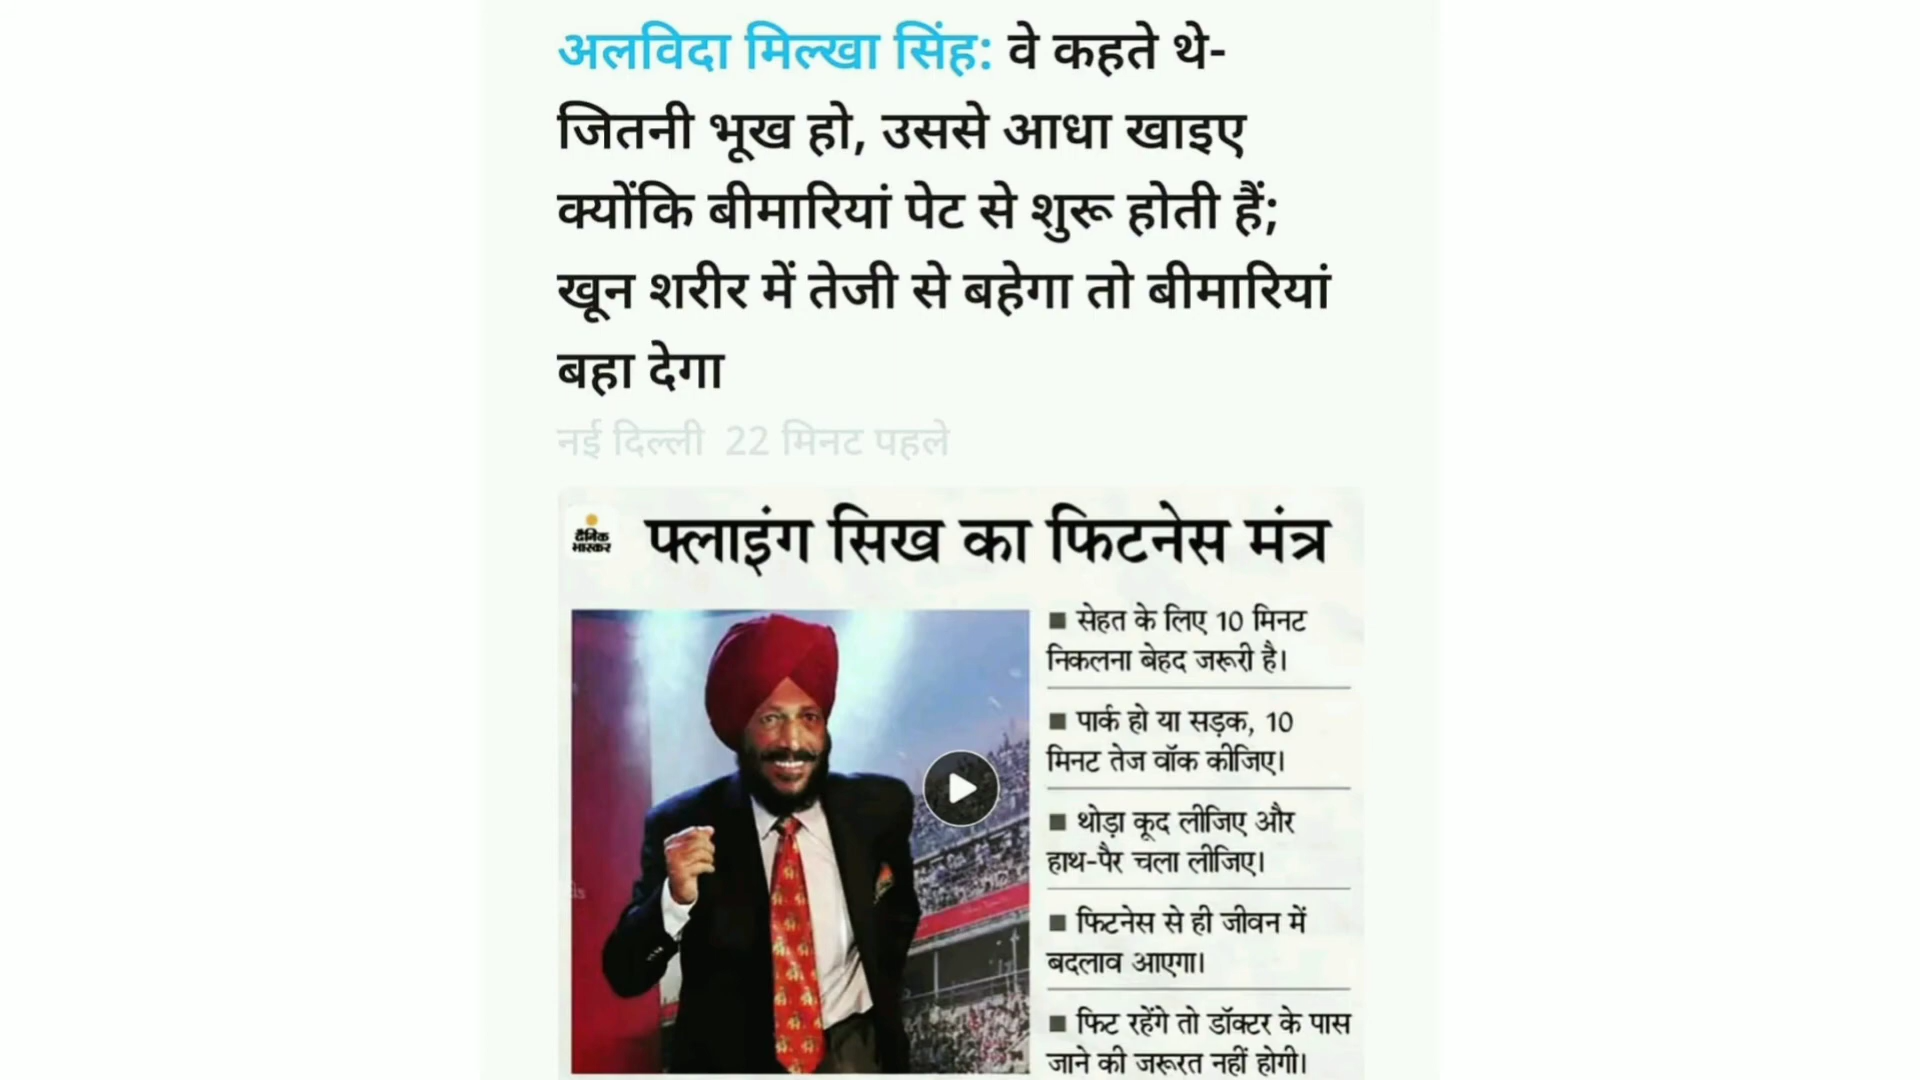 अलविदा मिल्खा सिंह: वे कहते थे-
जितनी भूख हो, उससे आधा खाइए
क्योंकि बीमारियां पेट से शुरू होती हैं;
खून शरीर में तेजी से बहेगा तो बीमारियां
बहा देगा
नई दिल्ली 22 मिनट पहले
दैनिक
भास्कर
फ्लाइंग सिख का फिटनेस मंत्र
■ सेहत के लिए 10 मिनट
निकलना बेहद जरूरी है।
■ पार्क हो या सड़क, 10
मिनट तेज वॉक कीजिए।
■ थोड़ा कूद लीजिए और
हाथ-पैर चला लीजिए।
■ फिटनेस से ही जीवन में
बदलाव आएगा।
■ फिट रहेंगे तो डॉक्टर के पास
जाने की जरूरत नहीं होगी।